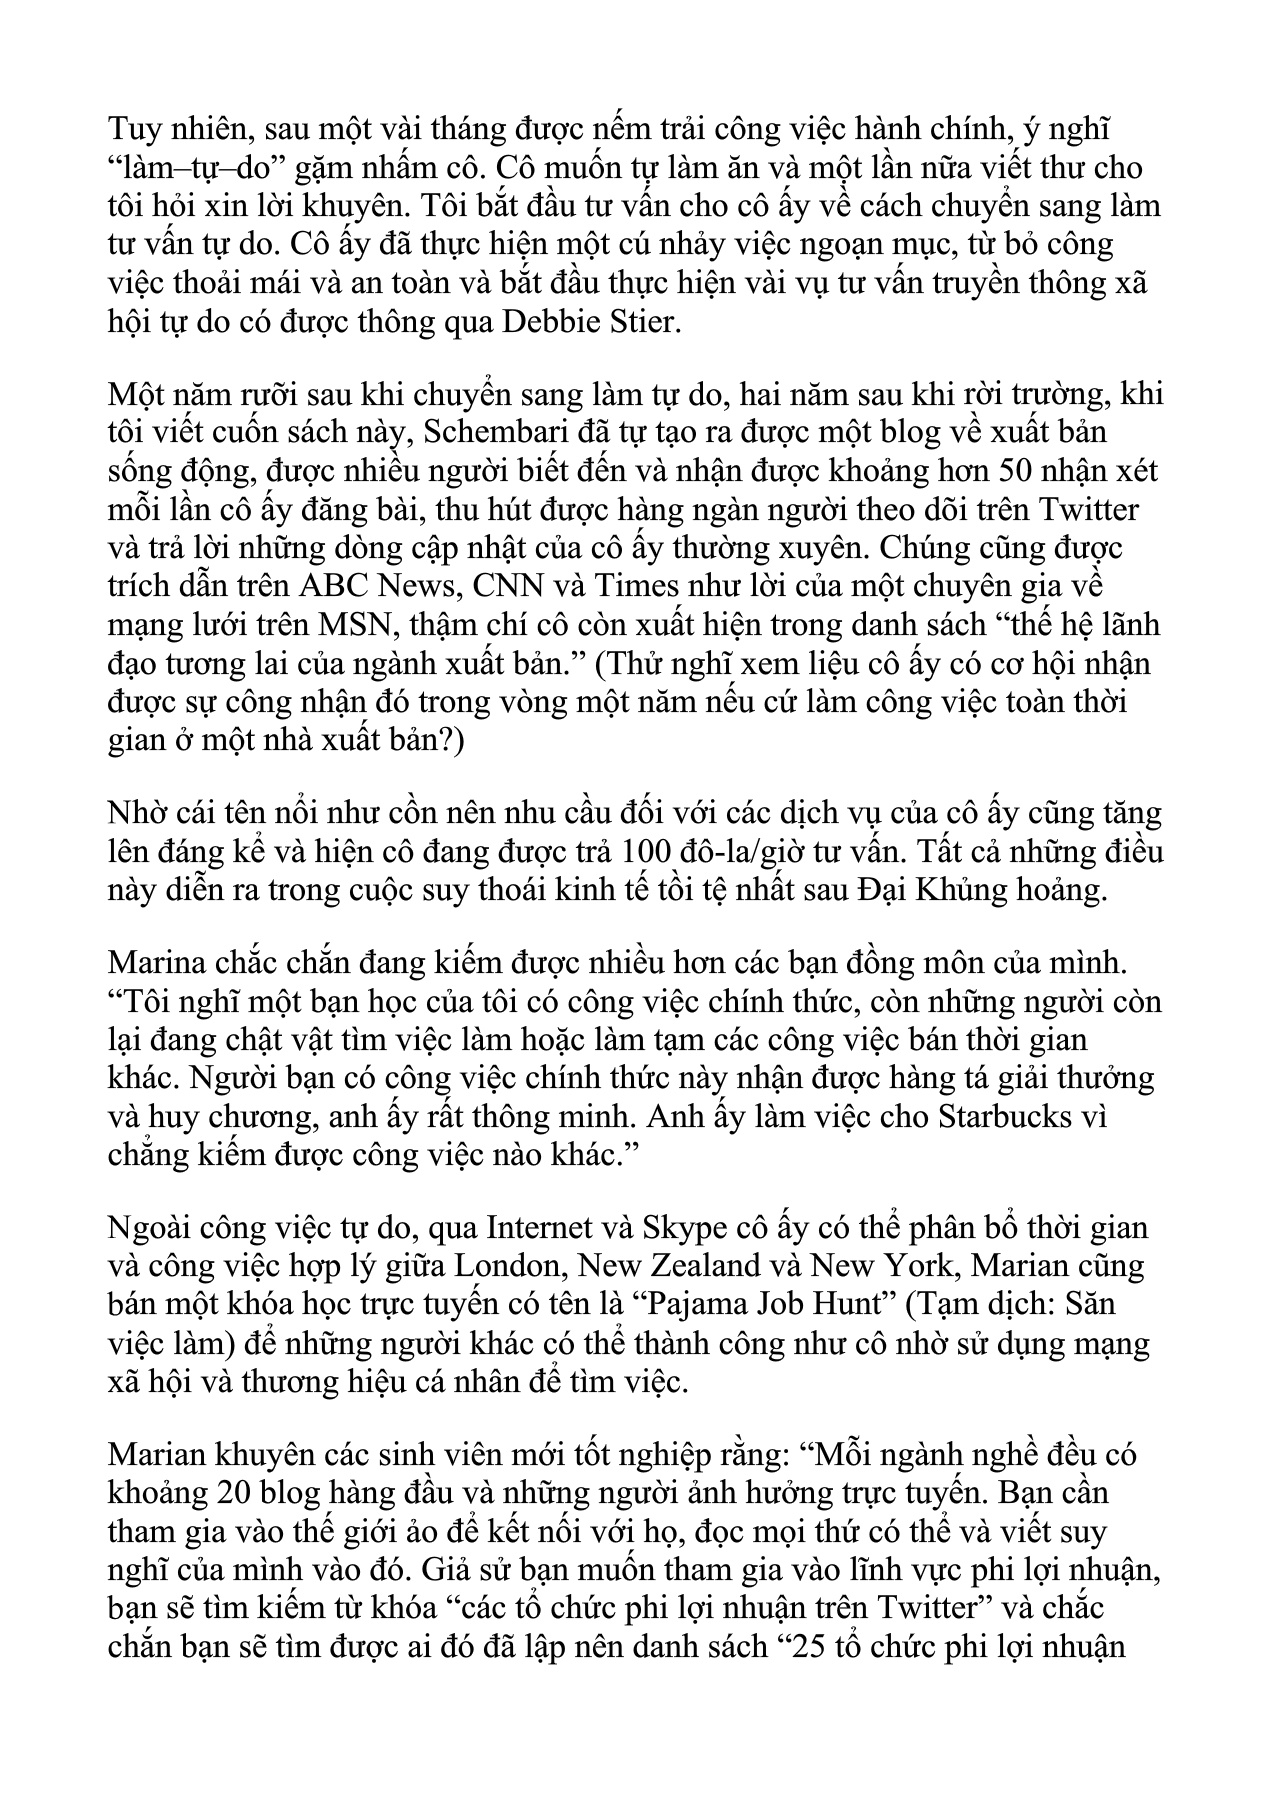 Tuy nhiên, sau một vài tháng được nếm trải công việc hành chính, ý nghĩ
“làm–tự–do” gặm nhấm cô. Cô muốn tự làm ăn và một lần nữa viết thư cho
tôi hỏi xin lời khuyên. Tôi bắt đầu tư vấn cho cô ấy về cách chuyển sang làm
tư vấn tự do. Cô ấy đã thực hiện một cú nhảy việc ngoạn mục, từ bỏ công
việc thoải mái và an toàn và bắt đầu thực hiện vài vụ tư vấn truyền thông xã
hội tự do có được thông qua Debbie Stier.
Một năm rưỡi sau khi chuyển sang làm tự do, hai năm sau khi rời trường, khi
tôi viết cuốn sách này, Schembari đã tự tạo ra được một blog về xuất bản
sống động, được nhiều người biết đến và nhận được khoảng hơn 50 nhận xét
mỗi lần cô ấy đăng bài, thu hút được hàng ngàn người theo dõi trên Twitter
và trả lời những dòng cập nhật của cô ấy thường xuyên. Chúng cũng được
trích dẫn trên ABC News, CNN và Times như lời của một chuyên gia về
mạng lưới trên MSN, thậm chí cô còn xuất hiện trong danh sách “thế hệ lãnh
đạo tương lai của ngành xuất bản.” (Thử nghĩ xem liệu cô ấy có cơ hội nhận
được sự công nhận đó trong vòng một năm nếu cứ làm công việc toàn thời
gian ở một nhà xuất bản?)
Nhờ cái tên nổi như cồn nên nhu cầu đối với các dịch vụ của cô ấy cũng tăng
lên đáng kể và hiện cô đang được trả 100 đô-la/giờ tư vấn. Tất cả những điều
này diễn ra trong cuộc suy thoái kinh tế tồi tệ nhất sau Đại Khủng hoảng.
Marina chắc chắn đang kiếm được nhiều hơn các bạn đồng môn của mình.
“Tôi nghĩ một bạn học của tôi có công việc chính thức, còn những người còn
lại đang chật vật tìm việc làm hoặc làm tạm các công việc bán thời gian
khác. Người bạn có công việc chính thức này nhận được hàng tá giải thưởng
và huy chương, anh ấy rất thông minh. Anh ấy làm việc cho Starbucks vì
chẳng kiếm được công việc nào khác.”
Ngoài công việc tự do, qua Internet và Skype cô ấy có thể phân bổ thời gian
và công việc hợp lý giữa London, New Zealand và New York, Marian cũng
bán một khóa học trực tuyến có tên là “Pajama Job Hunt” (Tạm dịch: Săn
việc làm) để những người khác có thể thành công như cô nhờ sử dụng mạng
xã hội và thương hiệu cá nhân để tìm việc.
Marian khuyên các sinh viên mới tốt nghiệp rằng: “Mỗi ngành nghề đều có
khoảng 20 blog hàng đầu và những người ảnh hưởng trực tuyến. Bạn cần
tham gia vào thế giới ảo để kết nối với họ, đọc mọi thứ có thể và viết suy
nghĩ của mình vào đó. Giả sử bạn muốn tham gia vào lĩnh vực phi lợi nhuận,
bạn sẽ tìm kiếm từ khóa “các tổ chức phi lợi nhuận trên Twitter” và chắc
chắn bạn sẽ tìm được ai đó đã lập nên danh sách “25 tổ chức phi lợi nhuận